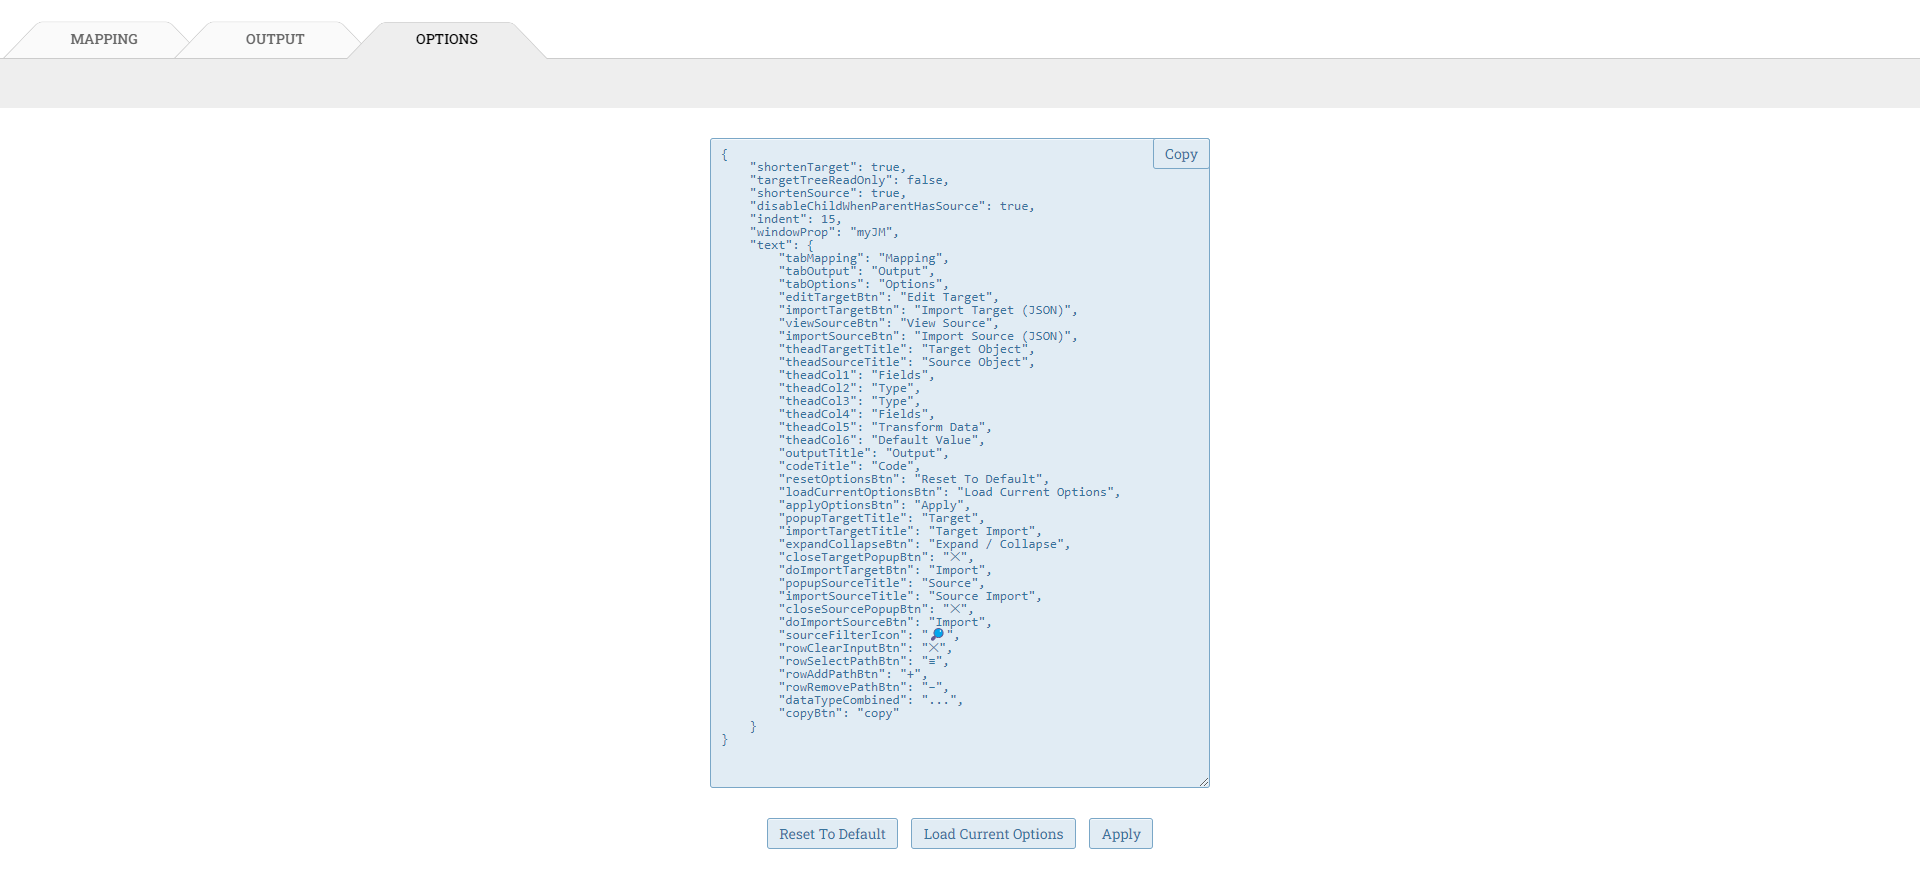 MAPPING
OUTPUT
OPTIONS
Copy
{
    "shortenTarget": true,
    "targetTreeReadOnly": false,
    "shortenSource": true,
    "disableChildWhenParentHasSource": true,
    "indent": 15,
    "windowProp": "myJM",
    "text": {
        "tabMapping": "Mapping",
        "tabOutput": "Output",
        "tabOptions": "Options",
        "editTargetBtn": "Edit Target",
        "importTargetBtn": "Import Target (JSON)",
        "viewSourceBtn": "View Source",
        "importSourceBtn": "Import Source (JSON)",
        "theadTargetTitle": "Target Object",
        "theadSourceTitle": "Source Object",
        "theadCol1": "Fields",
        "theadCol2": "Type",
        "theadCol3": "Type",
        "theadCol4": "Fields",
        "theadCol5": "Transform Data",
        "theadCol6": "Default Value",
        "outputTitle": "Output",
        "codeTitle": "Code",
        "resetOptionsBtn": "Reset To Default",
        "loadCurrentOptionsBtn": "Load Current Options",
        "applyOptionsBtn": "Apply",
        "popupTargetTitle": "Target",
        "importTargetTitle": "Target Import",
        "expandCollapseBtn": "Expand / Collapse",
        "closeTargetPopupBtn": "✕",
        "doImportTargetBtn": "Import",
        "popupSourceTitle": "Source",
        "importSourceTitle": "Source Import",
        "closeSourcePopupBtn": "✕",
        "doImportSourceBtn": "Import",
        "sourceFilterIcon": "🔎",
        "rowClearInputBtn": "✕",
        "rowSelectPathBtn": "≡",
        "rowAddPathBtn": "+",
        "rowRemovePathBtn": "−",
        "dataTypeCombined": "...",
        "copyBtn": "copy"
    }
}
Reset To Default
Load Current Options
Apply